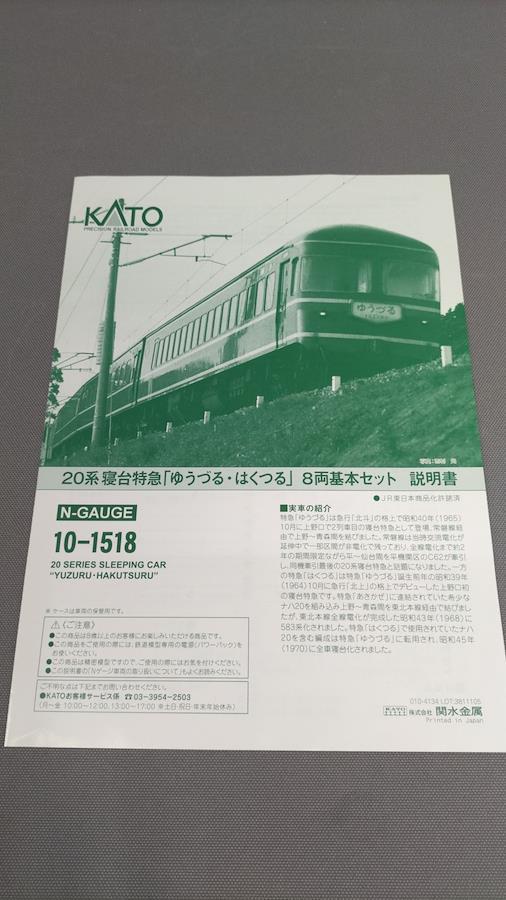 KATO
PRECISION RAILROAD MODELS
ゆうづる
20系 寝台特急「ゆうづる・はくつる」 8両基本セット 説明書
●JR東日本商品化許諾済
N-GAUGE
10-1518
20 SERIES SLEEPING CAR
"YUZURU・HAKUTSURU"
※ ケースは車両の保管用です。
⚠〈ご注意〉
●この商品は8歳以上のお客様にお楽しみいただける商品です。
●この商品をご使用の際には、鉄道模型専用の電源(パワーパック)を
お使いください。
●この商品は精密模型ですので、ご使用の際にはお気を付けください。
●この説明書の「Nゲージ車両の取り扱いについて」もよくお読みください。
ご不明な点は下記までお問い合わせください。
●KATOお客様サービス係 ☎03-3954-2503
(月〜金 10:00〜12:00、13:00〜17:00 ※土日・祝日・年末年始休み)
■実車の紹介
特急「ゆうづる」は急行「北斗」の格上で昭和40年(1965)
10月に上野口で2列車目の寝台特急として登場、常磐線経
由で上野〜青森間を結びました。常磐線は当時交流電化が
延伸中で一部区間が非電化で残っており、全線電化まで約2
年の期間限定ながら平〜仙台間を平機関区のC62が牽引
し、同機牽引最後の20系寝台特急と話題になりました。一方
の特急「はくつる」は特急「ゆうづる」誕生前年の昭和39年
(1964)10月に急行「北上」の格上でデビューした上野口初
の寝台特急です。特急「あさかぜ」に連結されていた希少な
ナハ20を組み込み上野〜青森間を東北本線経由で結びまし
たが、東北本線全線電化が完成した昭和43年(1968)に
583系化されました。特急「はくつる」で使用されていたナハ
20を含む編成は特急「ゆうづる」に転用され、昭和45年
(1970)に全車寝台化されました。
010-4134 LOT:3811105
KATO 株式会社 関水金属
Printed in Japan